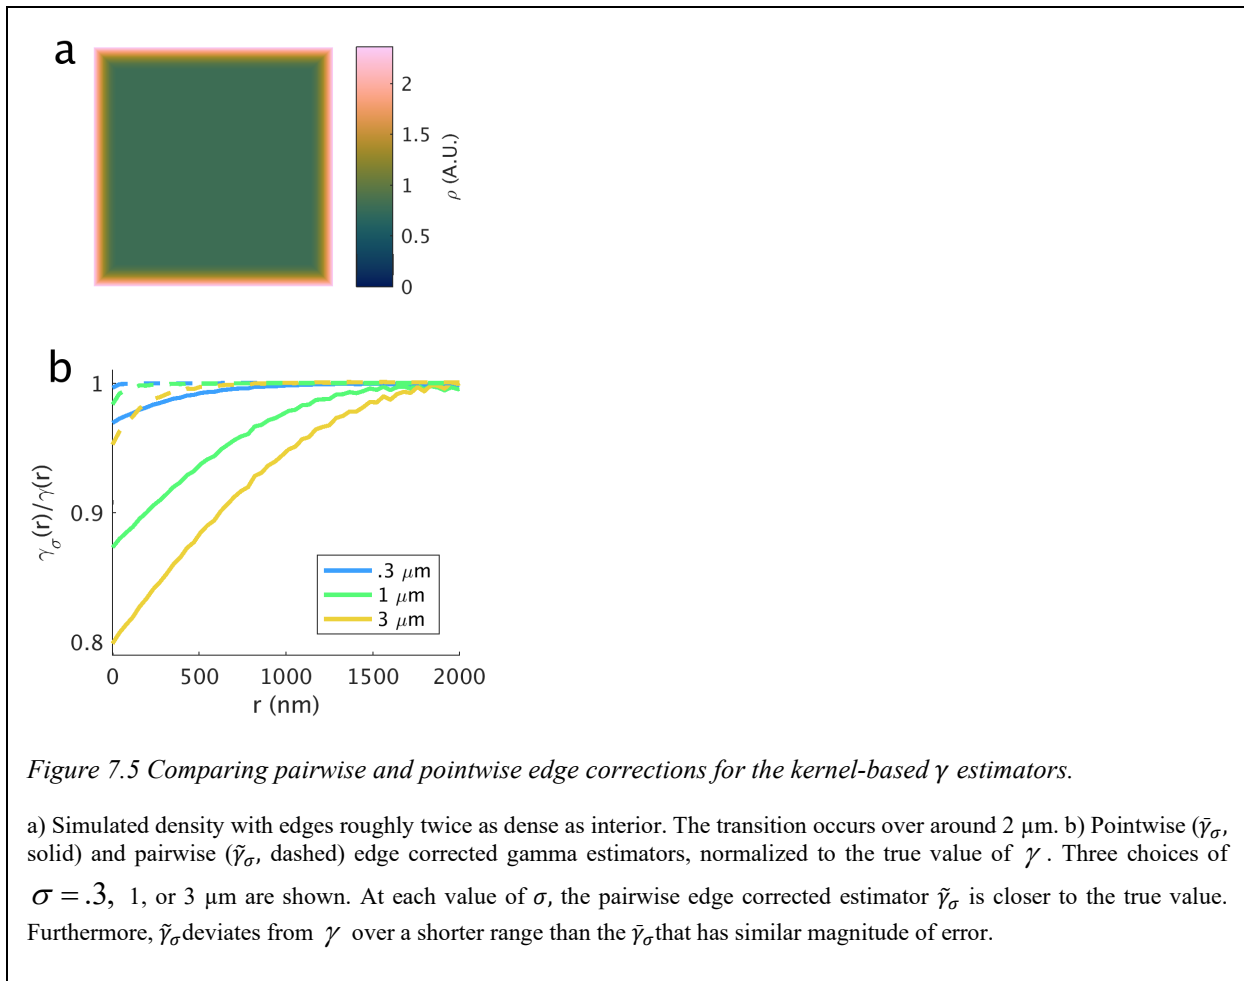 a
2
1.5
1
0.5
0
ρ (A.U.)
b
1
0.9
0.8
γσ(r)/γ(r)
.3 μm
1 μm
3 μm
0 500 1000 1500 2000
r (nm)
Figure 7.5 Comparing pairwise and pointwise edge corrections for the kernel-based γ estimators.
a) Simulated density with edges roughly twice as dense as interior. The transition occurs over around 2 μm. b) Pointwise (γ̄σ,
solid) and pairwise (γ̃σ, dashed) edge corrected gamma estimators, normalized to the true value of γ . Three choices of
σ = .3, 1, or 3 μm are shown. At each value of σ, the pairwise edge corrected estimator γ̃σ is closer to the true value.
Furthermore, γ̃σdeviates from γ over a shorter range than the γ̄σthat has similar magnitude of error.